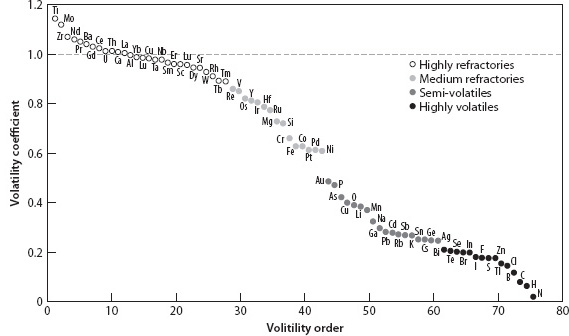 1.2
1.0
0.8
0.6
0.4
0.2
0
Volatility coefficient
Ti
Mo
Zr
Nd
Pr
Ba
Gd
Ce
U
Th
Ca
La
Al
Yb
Lu
Cu
Ta
Nb
Sm
Er
Sc
Lu
Dy
Sr
W
Rh
Tb
Tm
Re
V
Os
Y
Ir
Hf
Ru
Mg
Si
Cr
Fe
Co
Pt
Pd
Ni
Au
P
As
Cu
O
Li
Mn
Ga
Na
Pb
Cd
Rb
Sb
K
Sn
Cs
Ge
Bi
Ag
Te
Se
Br
In
I
F
S
Zn
Tl
Cl
B
C
H
N
Highly refractories
Medium refractories
Semi-volatiles
Highly volatiles
0
10
20
30
40
50
60
70
80
Volitility order